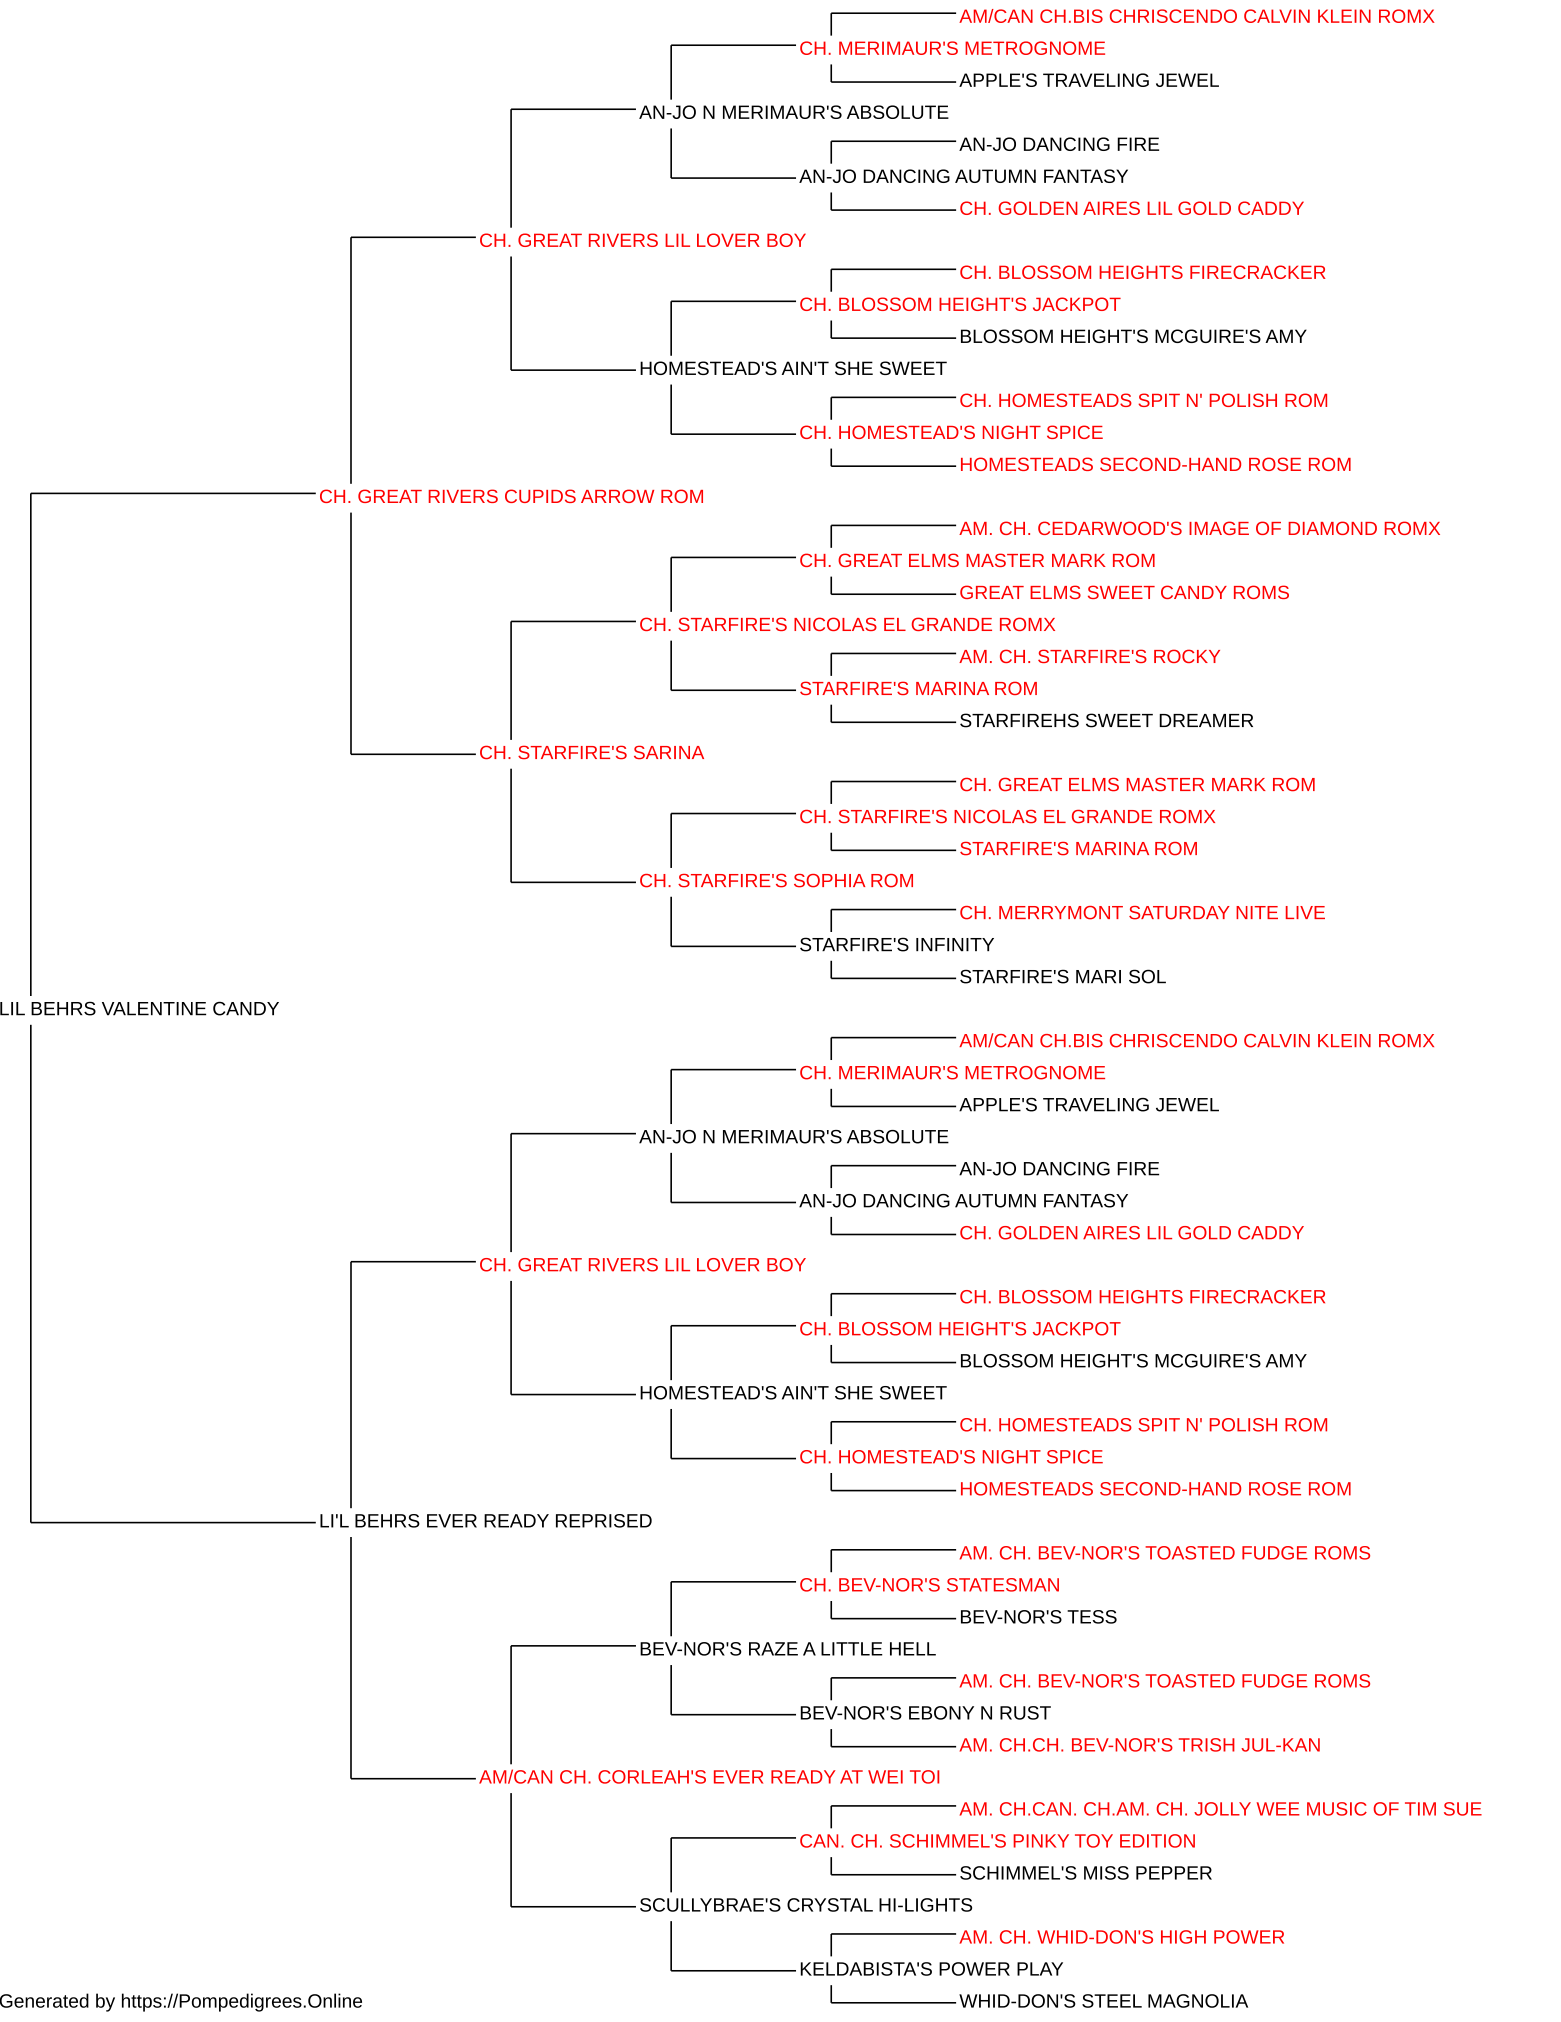 AM/CAN CH.BIS CHRISCENDO CALVIN KLEIN ROMX
CH. MERIMAUR'S METROGNOME
APPLE'S TRAVELING JEWEL
AN-JO N MERIMAUR'S ABSOLUTE
AN-JO DANCING FIRE
AN-JO DANCING AUTUMN FANTASY
CH. GOLDEN AIRES LIL GOLD CADDY
CH. GREAT RIVERS LIL LOVER BOY
CH. BLOSSOM HEIGHTS FIRECRACKER
CH. BLOSSOM HEIGHT'S JACKPOT
BLOSSOM HEIGHT'S MCGUIRE'S AMY
HOMESTEAD'S AIN'T SHE SWEET
CH. HOMESTEADS SPIT N' POLISH ROM
CH. HOMESTEAD'S NIGHT SPICE
HOMESTEADS SECOND-HAND ROSE ROM
CH. GREAT RIVERS CUPIDS ARROW ROM
AM. CH. CEDARWOOD'S IMAGE OF DIAMOND ROMX
CH. GREAT ELMS MASTER MARK ROM
GREAT ELMS SWEET CANDY ROMS
CH. STARFIRE'S NICOLAS EL GRANDE ROMX
AM. CH. STARFIRE'S ROCKY
STARFIRE'S MARINA ROM
STARFIREHS SWEET DREAMER
CH. STARFIRE'S SARINA
CH. GREAT ELMS MASTER MARK ROM
CH. STARFIRE'S NICOLAS EL GRANDE ROMX
STARFIRE'S MARINA ROM
CH. STARFIRE'S SOPHIA ROM
CH. MERRYMONT SATURDAY NITE LIVE
STARFIRE'S INFINITY
STARFIRE'S MARI SOL
LIL BEHRS VALENTINE CANDY
AM/CAN CH.BIS CHRISCENDO CALVIN KLEIN ROMX
CH. MERIMAUR'S METROGNOME
APPLE'S TRAVELING JEWEL
AN-JO N MERIMAUR'S ABSOLUTE
AN-JO DANCING FIRE
AN-JO DANCING AUTUMN FANTASY
CH. GOLDEN AIRES LIL GOLD CADDY
CH. GREAT RIVERS LIL LOVER BOY
CH. BLOSSOM HEIGHTS FIRECRACKER
CH. BLOSSOM HEIGHT'S JACKPOT
BLOSSOM HEIGHT'S MCGUIRE'S AMY
HOMESTEAD'S AIN'T SHE SWEET
CH. HOMESTEADS SPIT N' POLISH ROM
CH. HOMESTEAD'S NIGHT SPICE
HOMESTEADS SECOND-HAND ROSE ROM
LI'L BEHRS EVER READY REPRISED
AM. CH. BEV-NOR'S TOASTED FUDGE ROMS
CH. BEV-NOR'S STATESMAN
BEV-NOR'S TESS
BEV-NOR'S RAZE A LITTLE HELL
AM. CH. BEV-NOR'S TOASTED FUDGE ROMS
BEV-NOR'S EBONY N RUST
AM. CH.CH. BEV-NOR'S TRISH JUL-KAN
AM/CAN CH. CORLEAH'S EVER READY AT WEI TOI
AM. CH.CAN. CH.AM. CH. JOLLY WEE MUSIC OF TIM SUE
CAN. CH. SCHIMMEL'S PINKY TOY EDITION
SCHIMMEL'S MISS PEPPER
SCULLYBRAE'S CRYSTAL HI-LIGHTS
AM. CH. WHID-DON'S HIGH POWER
KELDABISTA'S POWER PLAY
WHID-DON'S STEEL MAGNOLIA
Generated by https://Pompedigrees.Online